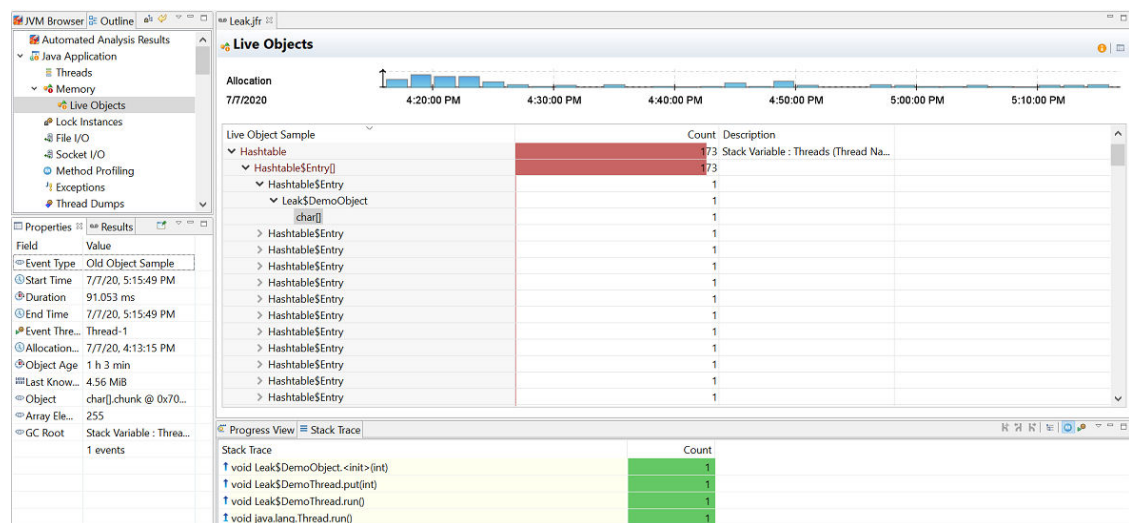 JVM Browser Outline
Automated Analysis Results
Java Application
Threads
Memory
Live Objects
Lock Instances
File I/O
Socket I/O
Method Profiling
Exceptions
Thread Dumps
Properties Results
Field Value
Event Type Old Object Sample
Start Time 7/7/20, 5:15:49 PM
Duration 91.053 ms
End Time 7/7/20, 5:15:49 PM
Event Thre... Thread-1
Allocation... 7/7/20, 4:13:15 PM
Object Age 1 h 3 min
Last Know... 4.56 MiB
Object char[].chunk @ 0x70...
Array Ele... 255
GC Root Stack Variable : Threa...
1 events
Leak.jfr
Live Objects
Allocation
7/7/2020
4:20:00 PM 4:30:00 PM 4:40:00 PM 4:50:00 PM 5:00:00 PM 5:10:00 PM
Live Object Sample Count Description
Hashtable 173 Stack Variable : Threads (Thread Na...
Hashtable$Entry[] 173
Hashtable$Entry 1
Leak$DemoObject 1
char[] 1
Hashtable$Entry 1
Hashtable$Entry 1
Hashtable$Entry 1
Hashtable$Entry 1
Hashtable$Entry 1
Hashtable$Entry 1
Hashtable$Entry 1
Hashtable$Entry 1
Hashtable$Entry 1
Hashtable$Entry 1
Hashtable$Entry 1
Progress View Stack Trace
Stack Trace Count
void Leak$DemoObject.<init>(int) 1
void Leak$DemoThread.put(int) 1
void Leak$DemoThread.run() 1
void java.lang.Thread.run() 1